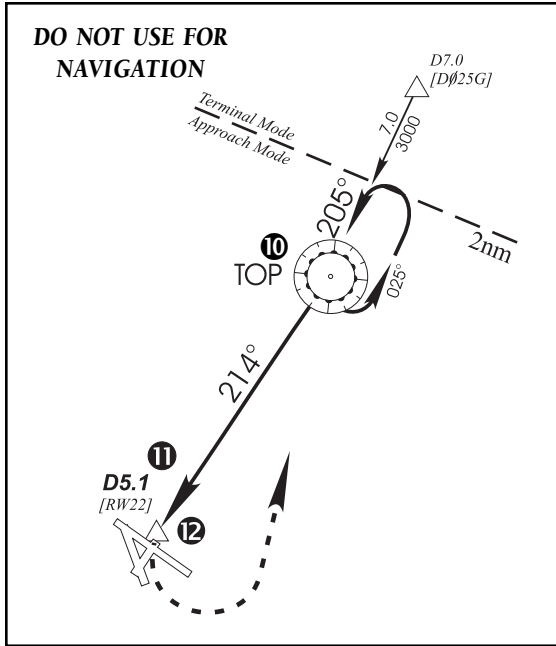 DO NOT USE FOR
NAVIGATION
D7.0
[DØ25G]
Terminal Mode
Approach Mode
7.0
3000
205°
2nm
10
TOP
025°
214°
11
D5.1
[RW22]
12